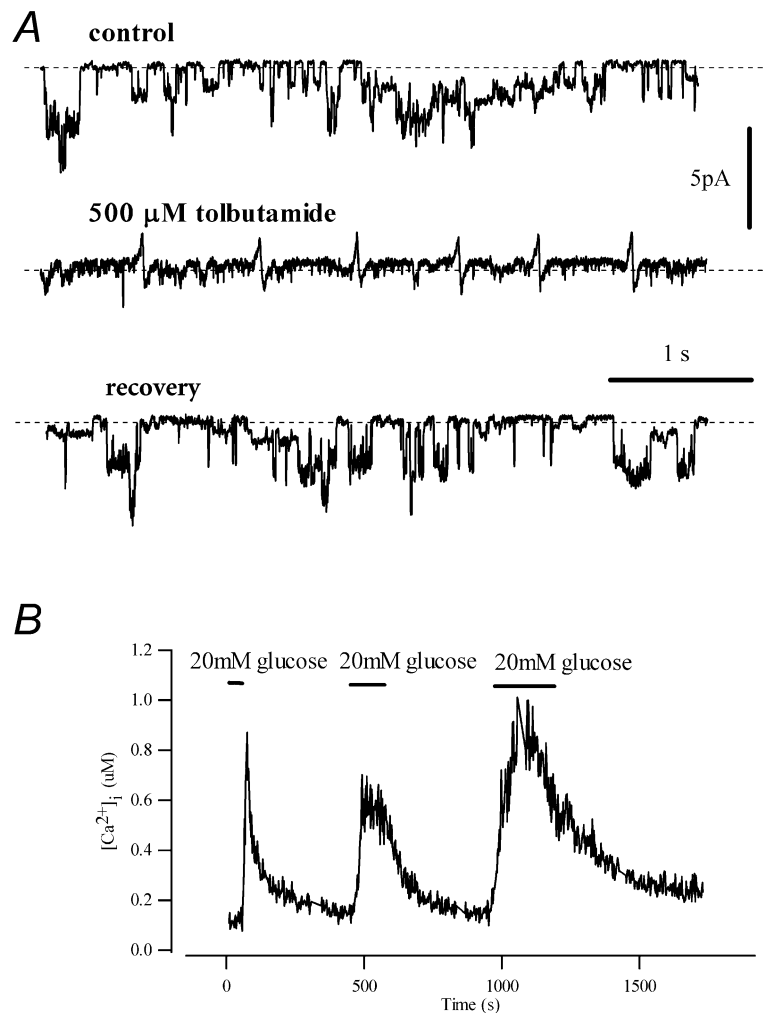 A
control
5pA
500 µM tolbutamide
1 s
recovery
B
1.2
20mM glucose 20mM glucose 20mM glucose
1.0
0.8
[Ca2+]i (uM)
0.6
0.4
0.2
0.0
0 500 1000 1500
Time (s)